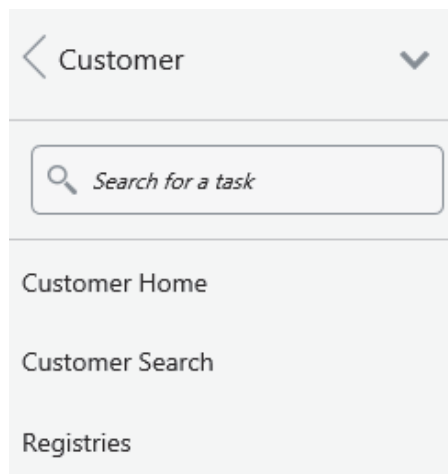 Customer
Search for a task
Customer Home
Customer Search
Registries